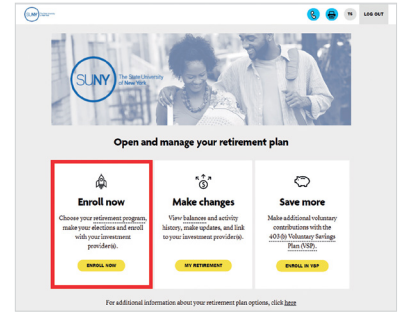 SUNY
TS LOG OUT
SUNY The State University
of New York
Open and manage your retirement plan
Enroll now
Choose your retirement program,
make your elections and enroll
with your investment
provider(s).
ENROLL NOW
Make changes
View balances and activity
history, make updates, and link
to your investment provider(s).
MY RETIREMENT
Save more
Make additional voluntary
contributions with the
403(b) Voluntary Savings
Plan (VSP).
ENROLL IN VSP
For additional information about your retirement plan options, click here